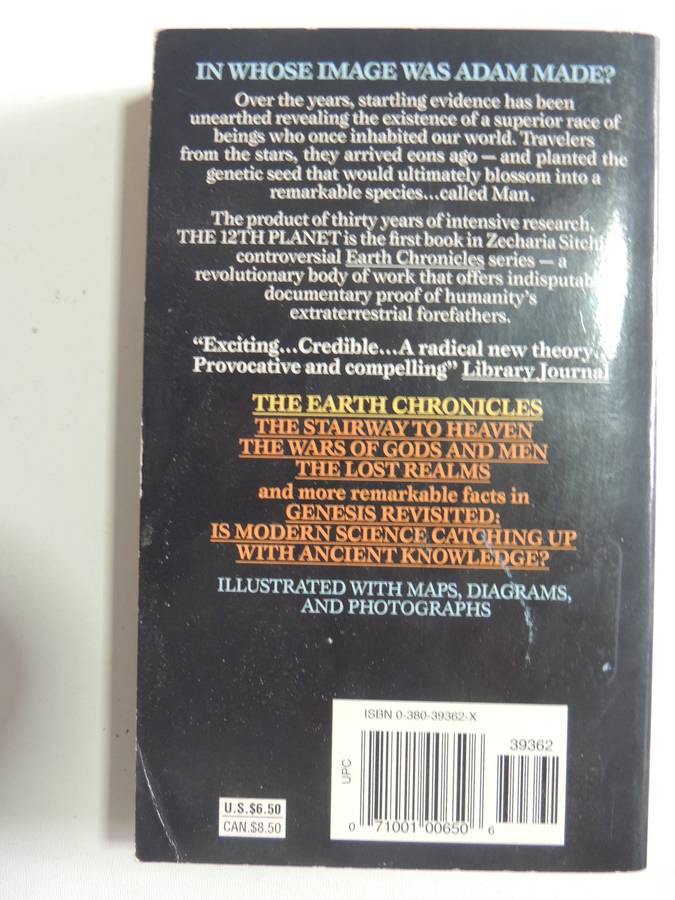 IN WHOSE IMAGE WAS ADAM MADE?
Over the years, startling evidence has been
unearthed revealing the existence of a superior race of
beings who once inhabited our world. Travelers
from the stars, they arrived eons ago — and planted the
genetic seed that would ultimately blossom into a
remarkable species...called Man.
The product of thirty years of intensive research,
THE 12TH PLANET is the first book in Zecharia
controversial Earth Chronicles series — a
revolutionary body of work that offers
documentary proof of humanity's
extraterrestrial forefathers.
“Exciting...Credible...A radical new theory...
Provocative and compelling” Library Journal
THE EARTH CHRONICLES
THE STAIRWAY TO HEAVEN
THE WARS OF GODS AND MEN
THE LOST REALMS
and more remarkable facts in
GENESIS REVISITED:
IS MODERN SCIENCE CATCHING UP
WITH ANCIENT KNOWLEDGE?
ILLUSTRATED WITH MAPS, DIAGRAMS,
AND PHOTOGRAPHS
ISBN 0-380-39362-X
39362
UPC
0 71001 00650 6
U.S.$6.50
CAN.$8.50